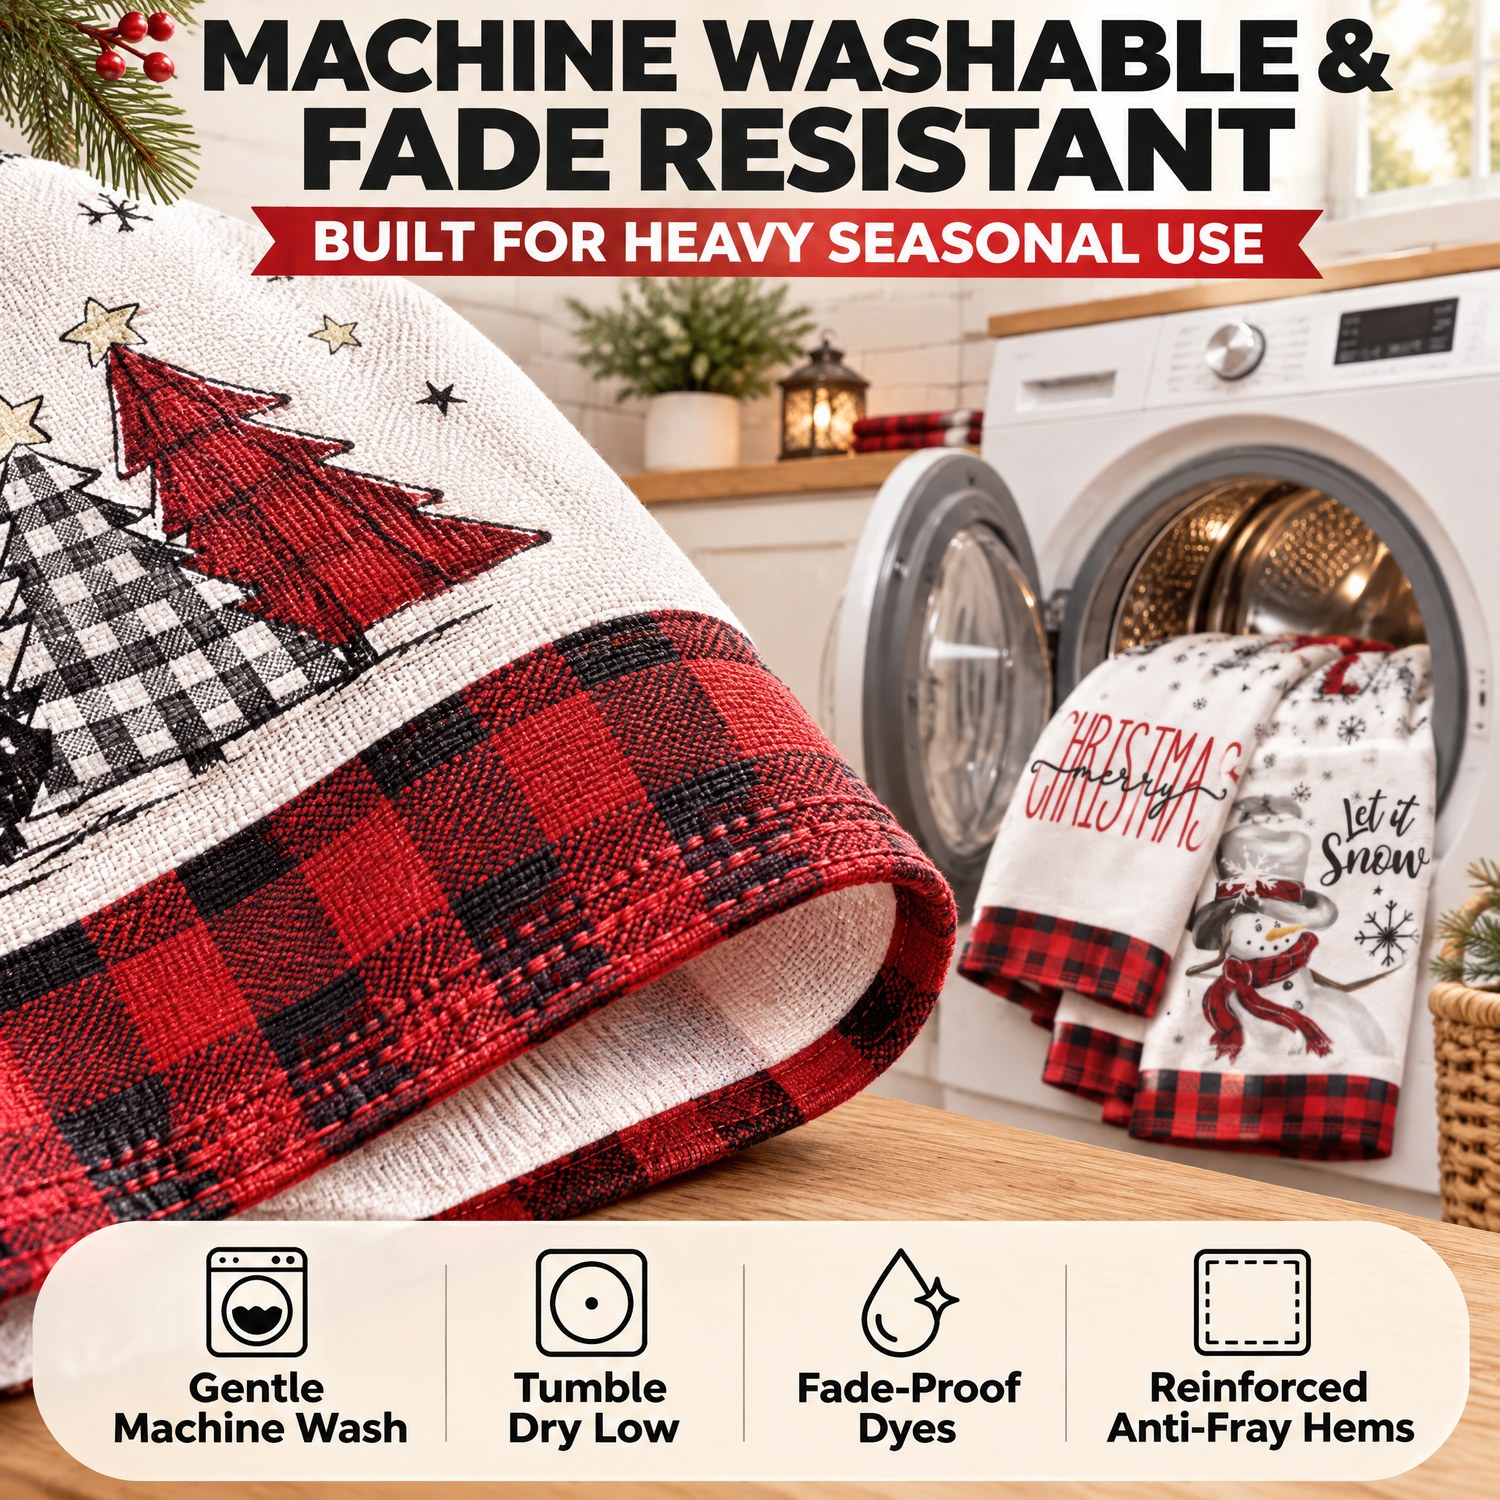 MACHINE WASHABLE &
FADE RESISTANT
BUILT FOR HEAVY SEASONAL USE
CHRISTMAS
merry
CHRISTMAS
Let it
Snow
Gentle
Machine Wash
Tumble
Dry Low
Fade-Proof
Dyes
Reinforced
Anti-Fray Hems